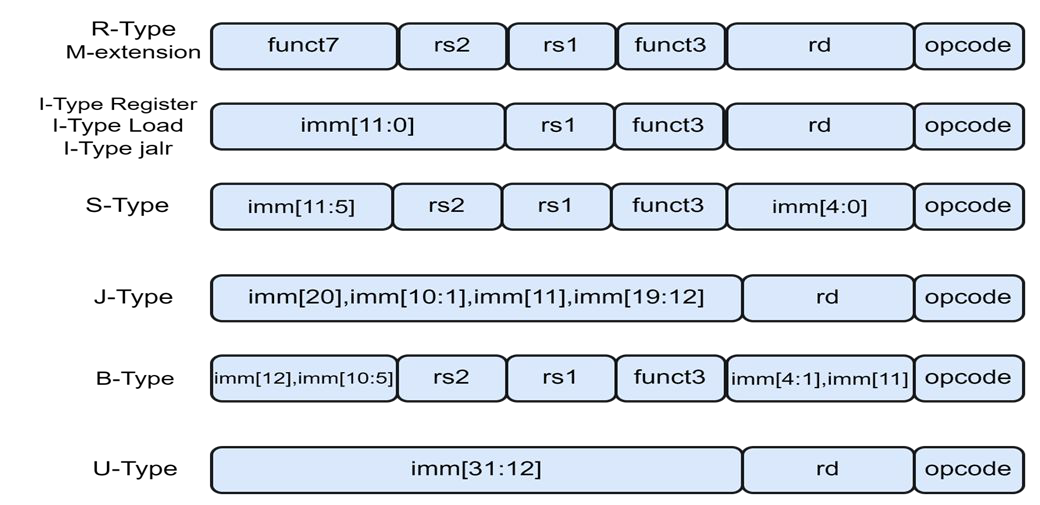 R-Type
M-extension
funct7 rs2 rs1 funct3 rd opcode
I-Type Register
I-Type Load
I-Type jalr
imm[11:0] rs1 funct3 rd opcode
S-Type imm[11:5] rs2 rs1 funct3 imm[4:0] opcode
J-Type imm[20],imm[10:1],imm[11],imm[19:12] rd opcode
B-Type imm[12],imm[10:5] rs2 rs1 funct3 imm[4:1],imm[11] opcode
U-Type imm[31:12] rd opcode